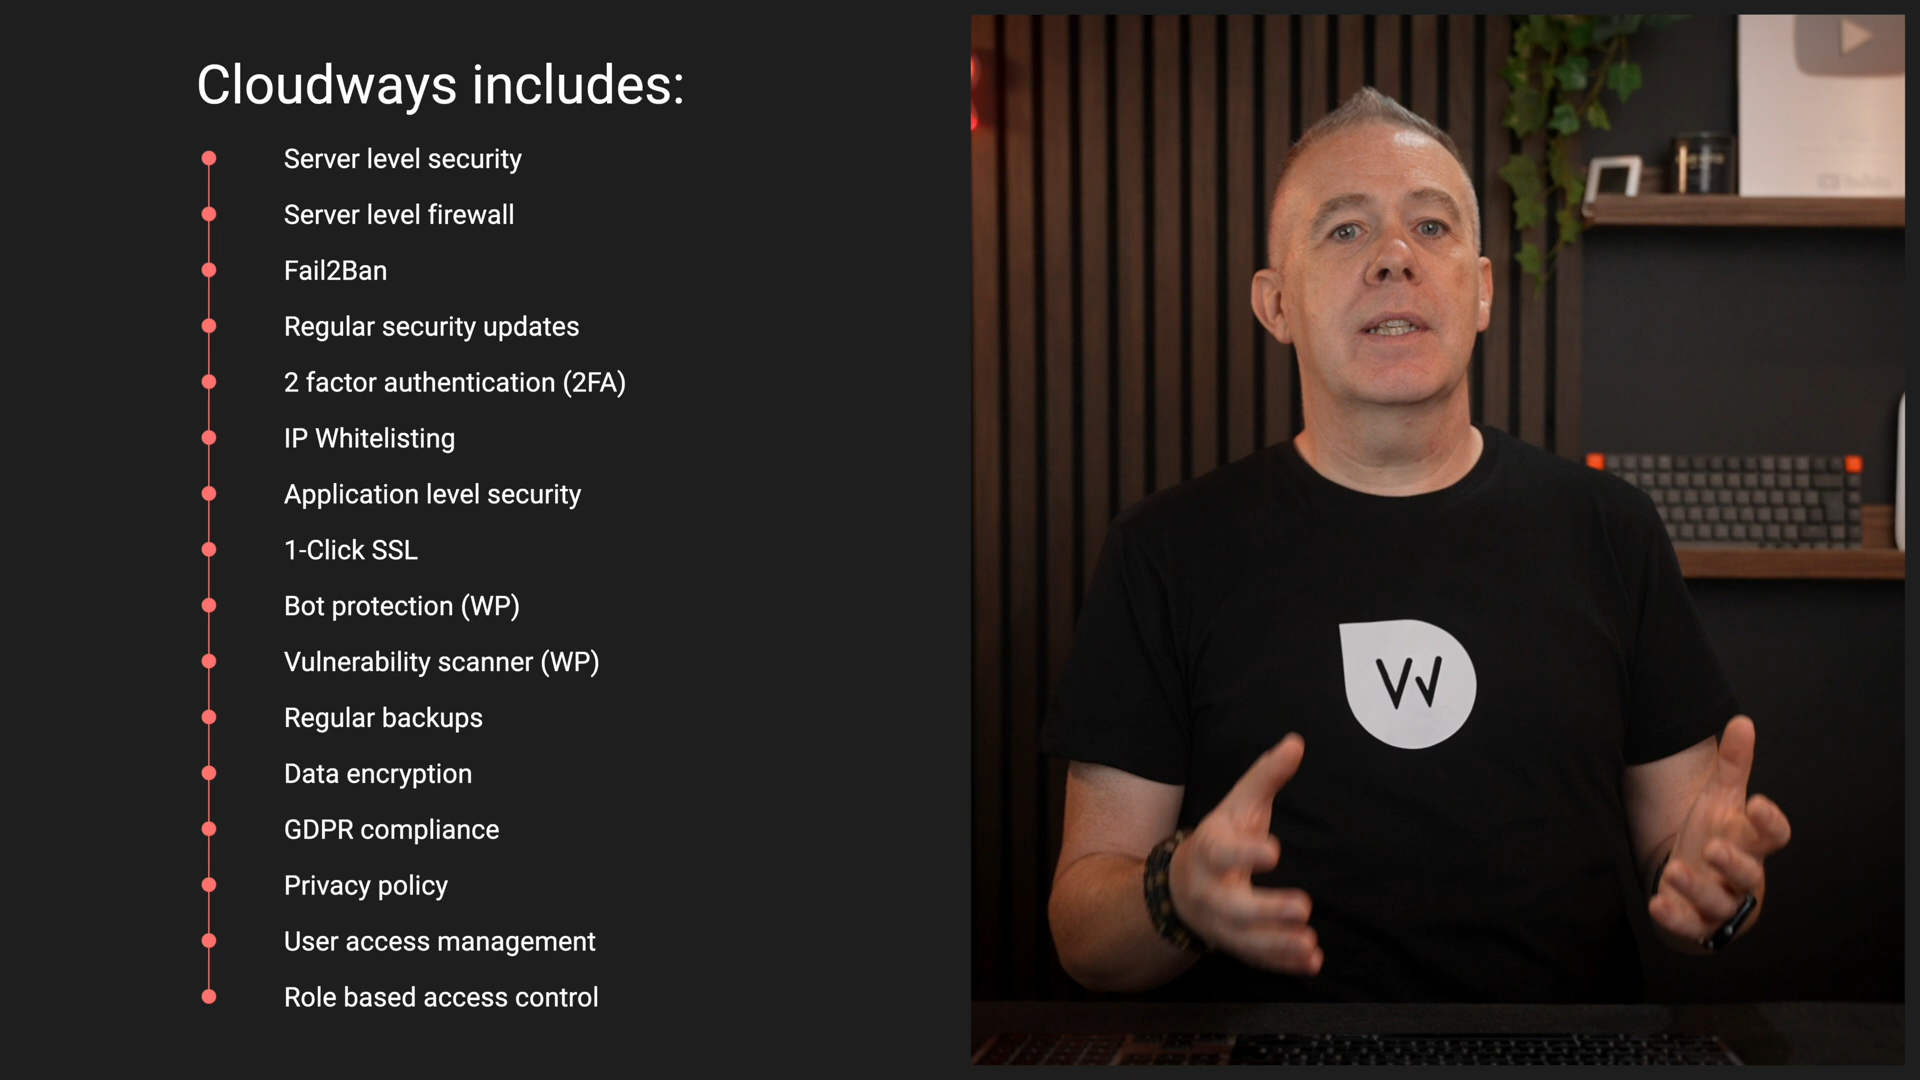 Cloudways includes:
Server level security
Server level firewall
Fail2Ban
Regular security updates
2 factor authentication (2FA)
IP Whitelisting
Application level security
1-Click SSL
Bot protection (WP)
Vulnerability scanner (WP)
Regular backups
Data encryption
GDPR compliance
Privacy policy
User access management
Role based access control
W